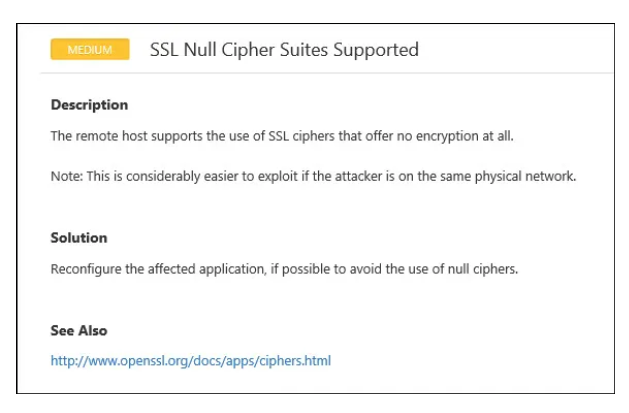 MEDIUM SSL Null Cipher Suites Supported
Description
The remote host supports the use of SSL ciphers that offer no encryption at all.
Note: This is considerably easier to exploit if the attacker is on the same physical network.
Solution
Reconfigure the affected application, if possible to avoid the use of null ciphers.
See Also
http://www.openssl.org/docs/apps/ciphers.html